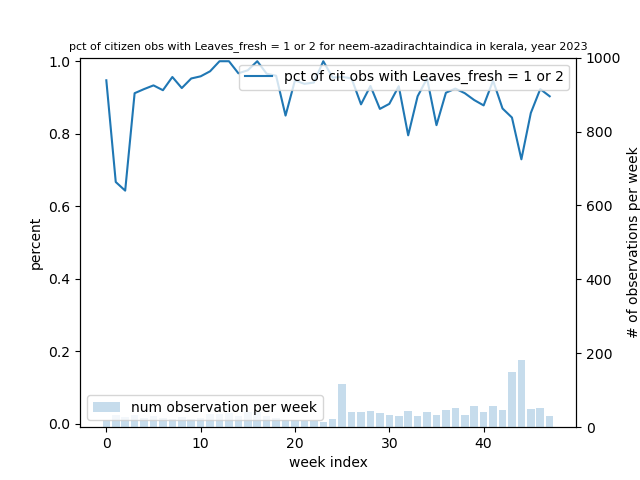 pct of citizen obs with Leaves_fresh = 1 or 2 for neem-azadirachtaindica in kerala, year 2023
pct of cit obs with Leaves_fresh = 1 or 2
num observation per week
percent
1.0
0.8
0.6
0.4
0.2
0.0
1000
800
600
400
200
0
# of observations per week
0 10 20 30 40
week index